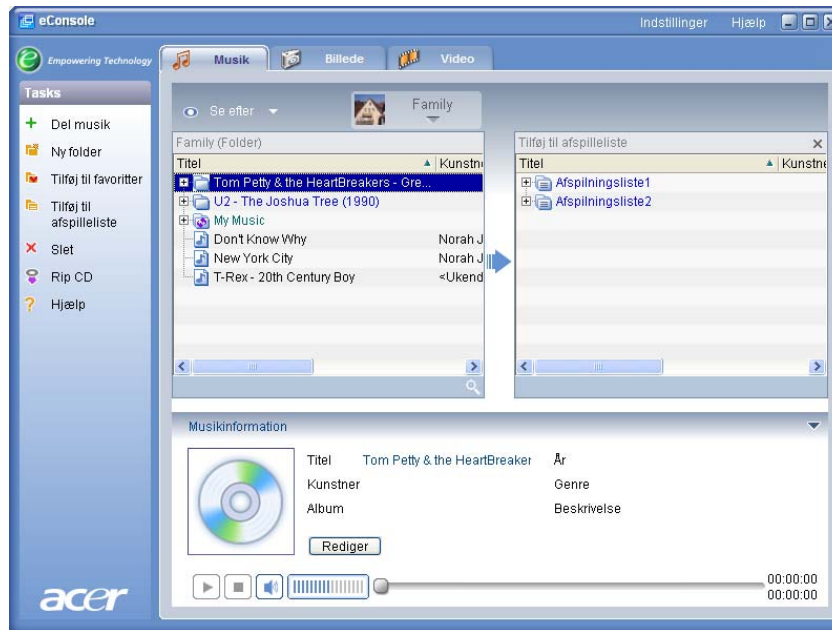 eConsole
Indstillinger Hjælp
Empowering Technology
Musik Billede Video
Tasks
Del musik
Ny folder
Tilføj til favoritter
Tilføj til
afspilleliste
Slet
Rip CD
Hjælp
Se efter
Family
Family (Folder)
Titel Kunstn
Tom Petty & the HeartBreakers - Gre...
U2 - The Joshua Tree (1990)
My Music
Don't Know Why Norah J
New York City Norah J
T-Rex - 20th Century Boy <Ukend
Tilføj til afspilleliste
Titel Kunstne
Afspilningsliste1
Afspilningsliste2
Musikinformation
Titel Tom Petty & the HeartBreaker År
Kunstner Genre
Album Beskrivelse
Rediger
00:00:00
00:00:00
acer